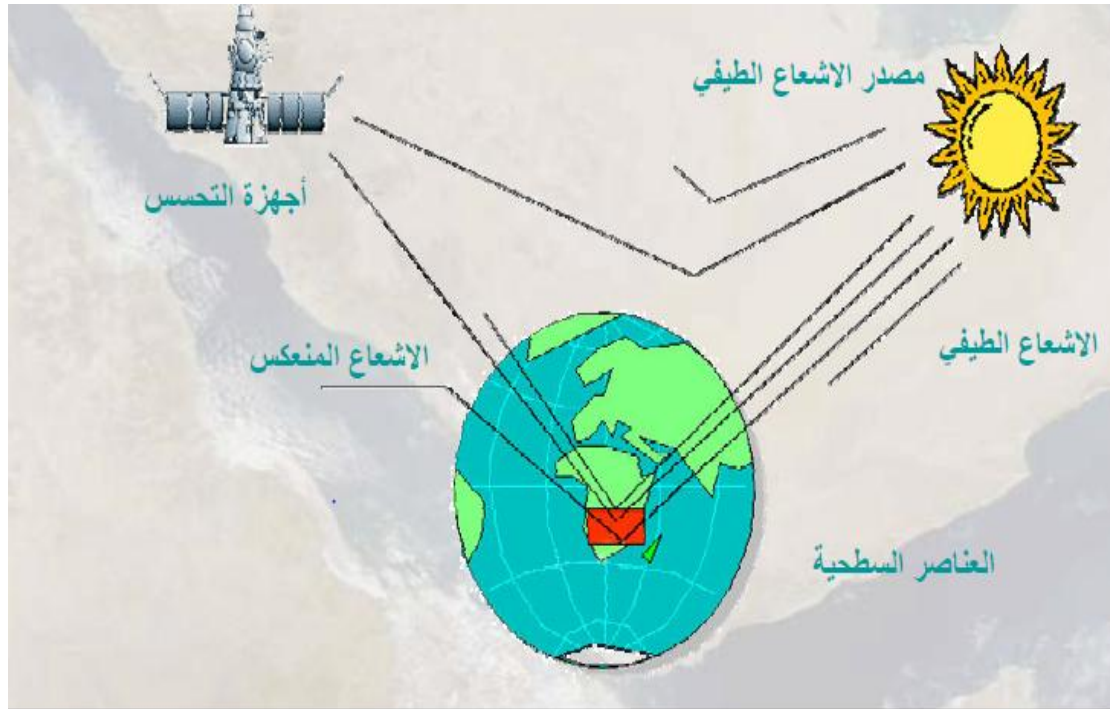 مصدر الاشعاع الطيفي
أجهزة التحسس
الاشعاع الطيفي
الاشعاع المنعكس
العناصر السطحية